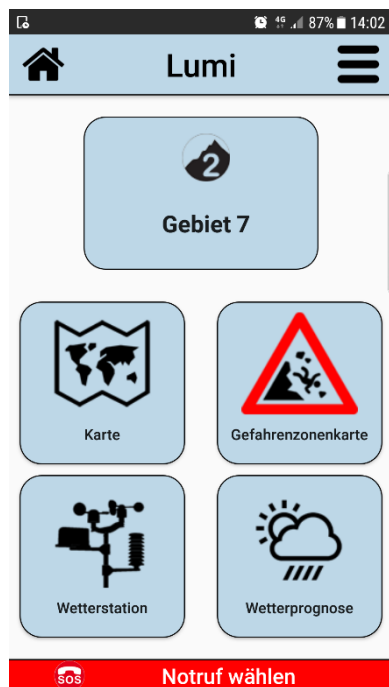 4G 87% 14:02
Lumi
2
Gebiet 7
Karte
Gefahrenzonenkarte
Wetterstation
Wetterprognose
SOS
Notruf wählen